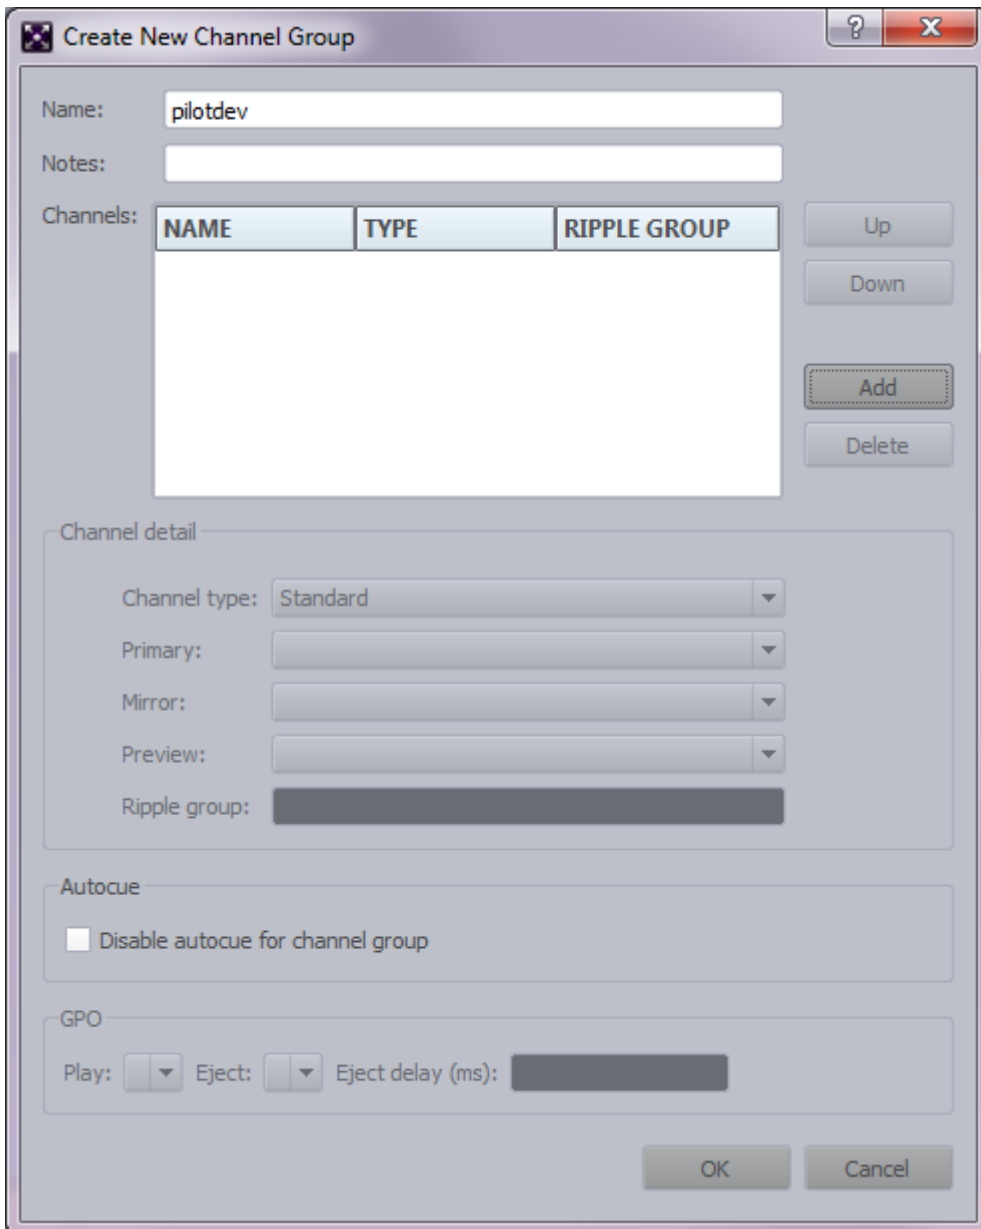 Create New Channel Group
Name: pilotdev
Notes:
Channels: NAME TYPE RIPPLE GROUP
Up
Down
Add
Delete
Channel detail
Channel type: Standard
Primary:
Mirror:
Preview:
Ripple group:
Autocue
Disable autocue for channel group
GPO
Play: Eject: Eject delay (ms):
OK Cancel